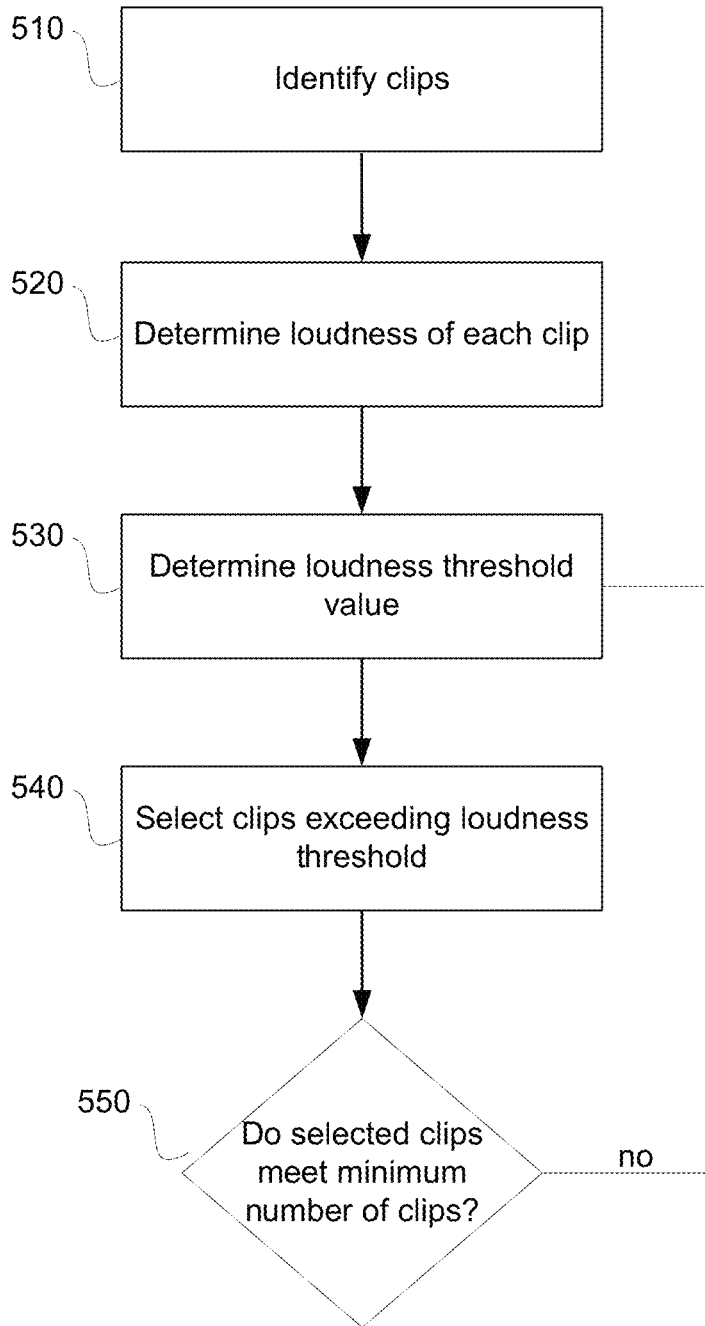 510
Identify clips
520
Determine loudness of each clip
530
Determine loudness threshold
value
540
Select clips exceeding loudness
threshold
550
Do selected clips
meet minimum
number of clips?
no